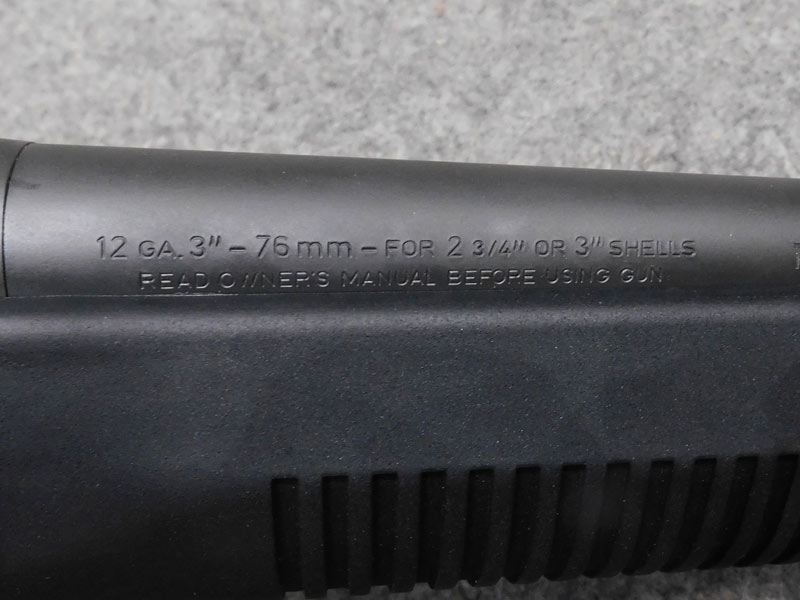 12 GA. 3" – 76 mm – FOR 2 3/4" OR 3" SHELLS
READ OWNER'S MANUAL BEFORE USING GUN